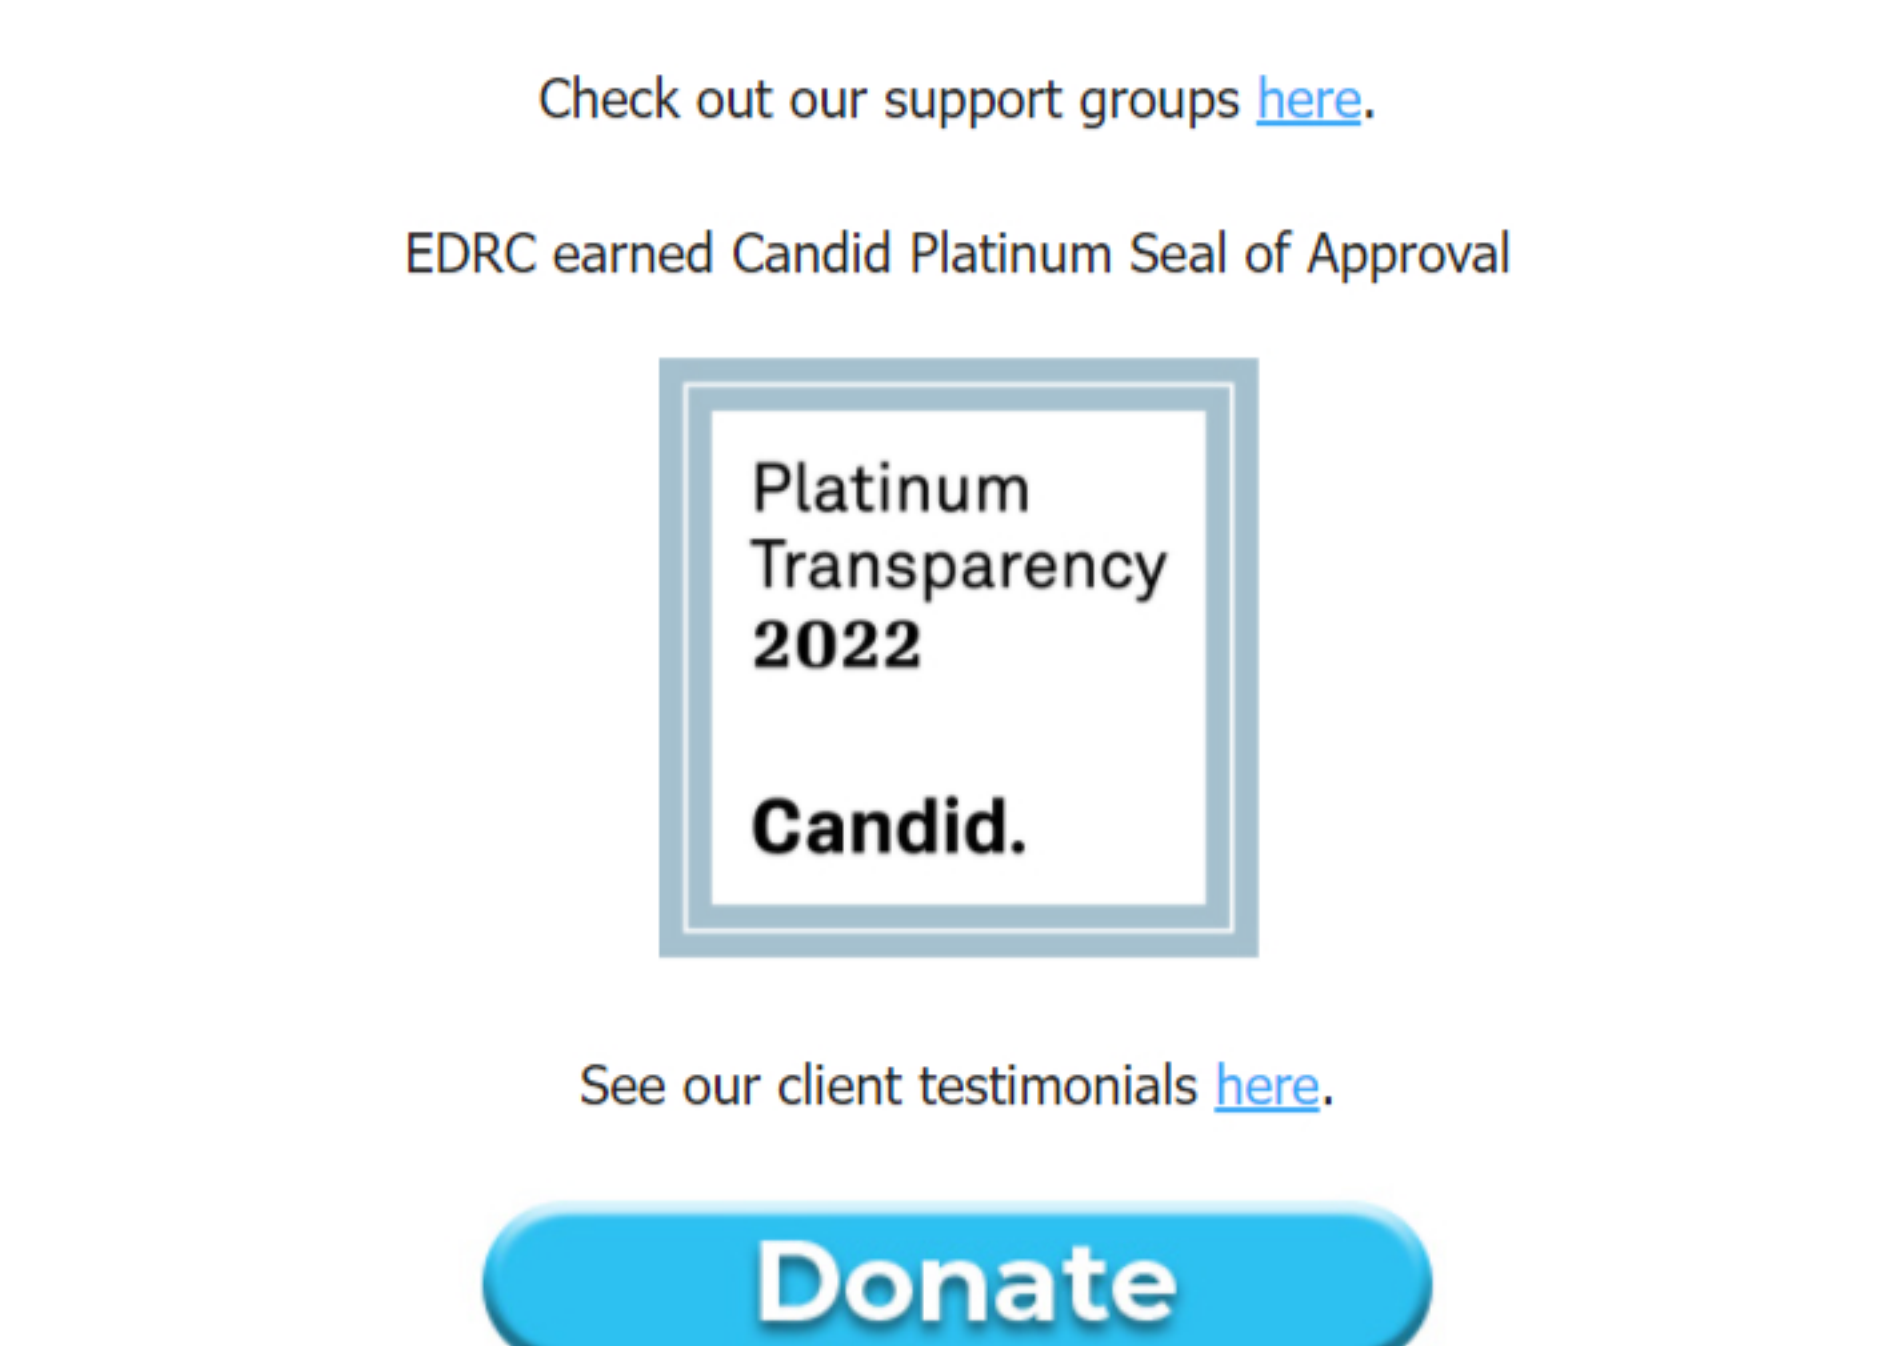 Check out our support groups here.
EDRC earned Candid Platinum Seal of Approval
Platinum
Transparency
2022
Candid.
See our client testimonials here.
Donate